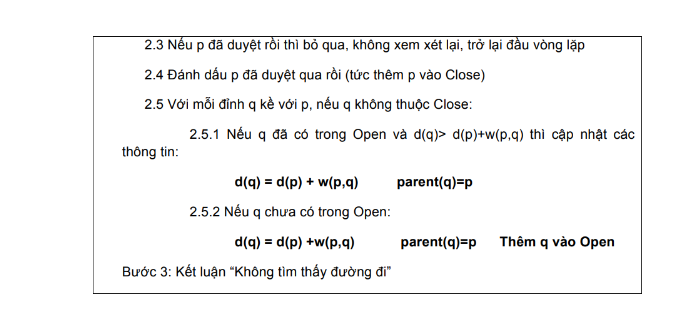 2.3 Nếu p đã duyệt rồi thì bỏ qua, không xem xét lại, trở lại đầu vòng lặp
2.4 Đánh dấu p đã duyệt qua rồi (tức thêm p vào Close)
2.5 Với mỗi đỉnh q kề với p, nếu q không thuộc Close:
2.5.1 Nếu q đã có trong Open và d(q)> d(p)+w(p,q) thì cập nhật các
thông tin:
d(q) = d(p) + w(p,q) parent(q)=p
2.5.2 Nếu q chưa có trong Open:
d(q) = d(p) +w(p,q) parent(q)=p Thêm q vào Open
Bước 3: Kết luận “Không tìm thấy đường đi”